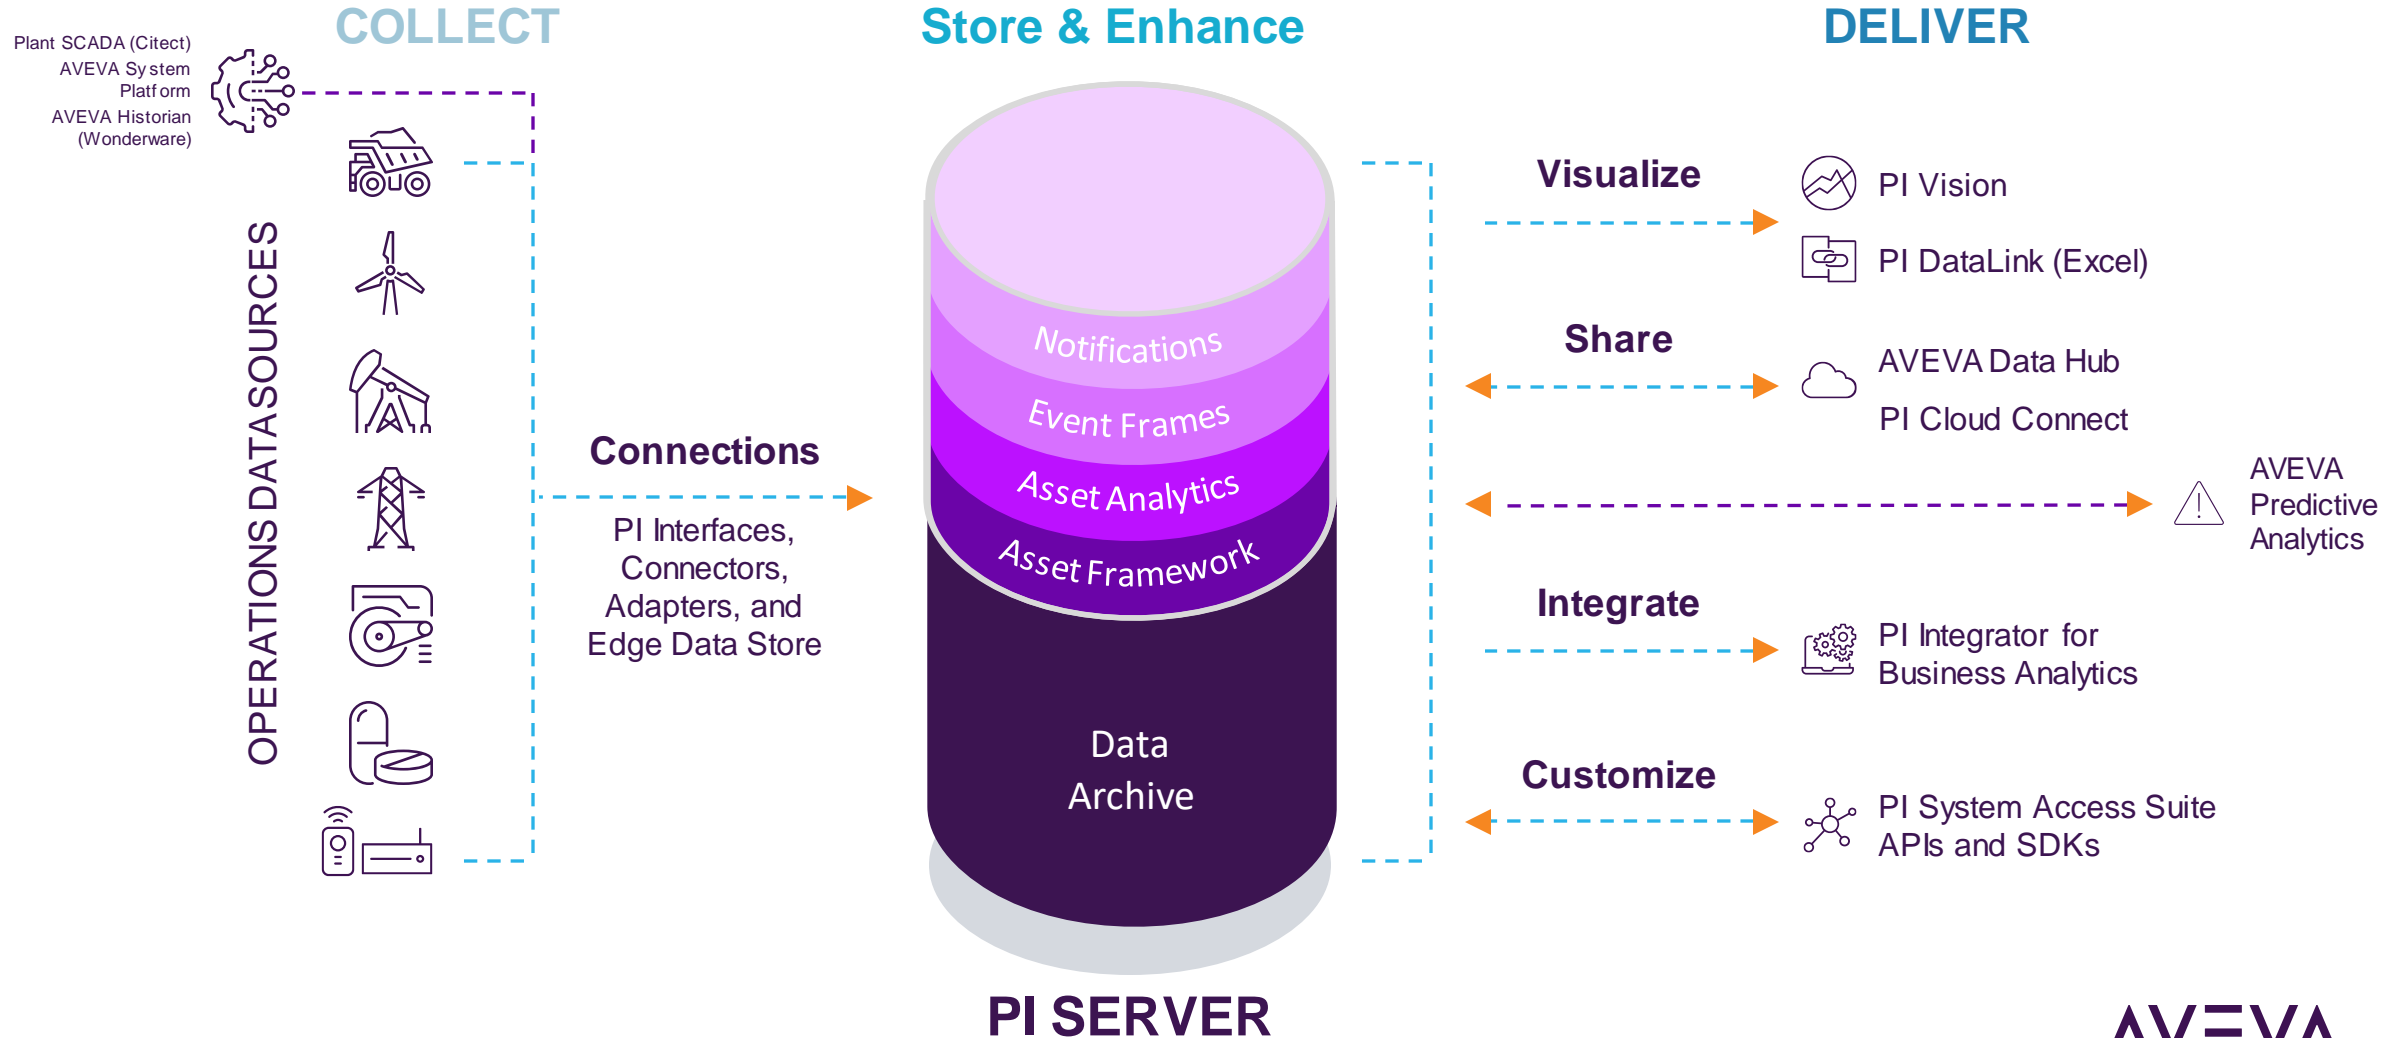 COLLECT
Store & Enhance
DELIVER
Plant SCADA (Citect)
AVEVA System
Platform
AVEVA Historian
(Wonderware)
OPERATIONS DATA SOURCES
Connections
PI Interfaces,
Connectors,
Adapters, and
Edge Data Store
Notifications
Event Frames
Asset Analytics
Asset Framework
Data
Archive
PI SERVER
Visualize
PI Vision
PI DataLink (Excel)
Share
AVEVA Data Hub
PI Cloud Connect
AVEVA
Predictive
Analytics
Integrate
PI Integrator for
Business Analytics
Customize
PI System Access Suite
APIs and SDKs
AVEVA